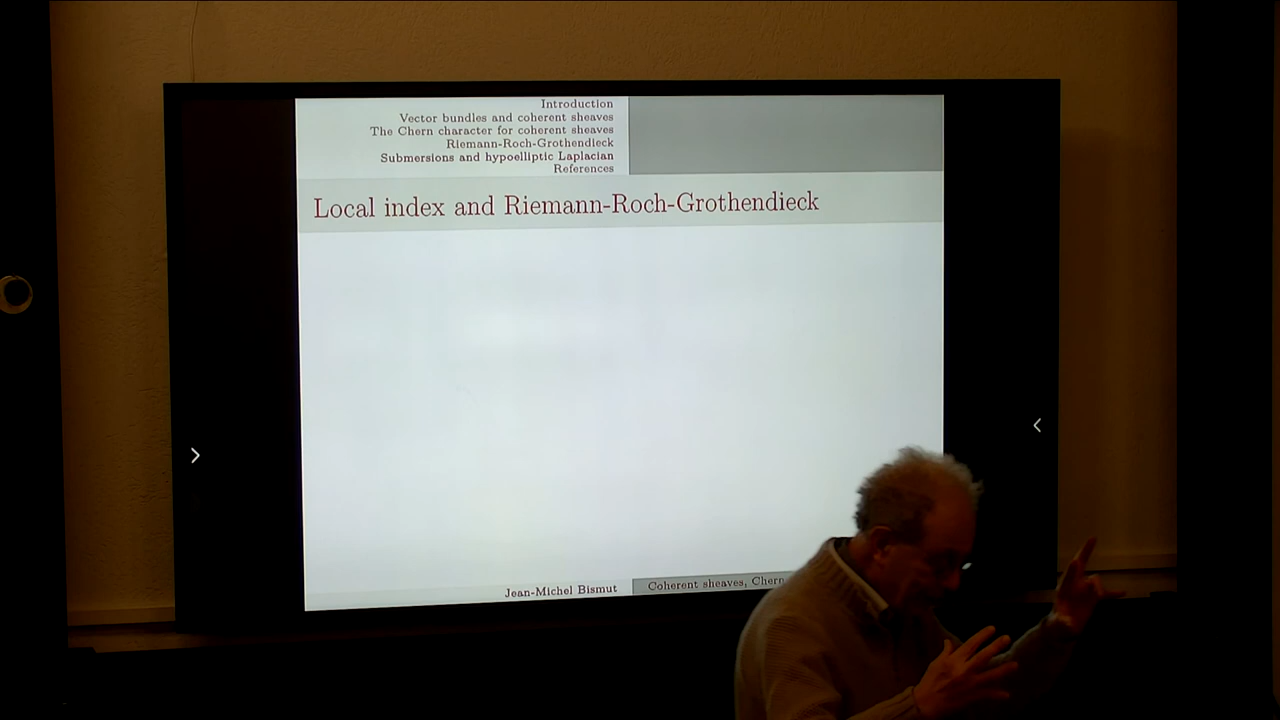 Introduction
Vector bundles and coherent sheaves
The Chern character for coherent sheaves
Riemann-Roch-Grothendieck
Submersions and hypoelliptic Laplacian
References
Local index and Riemann-Roch-Grothendieck
Jean-Michel Bismut
Coherent sheaves, Chern